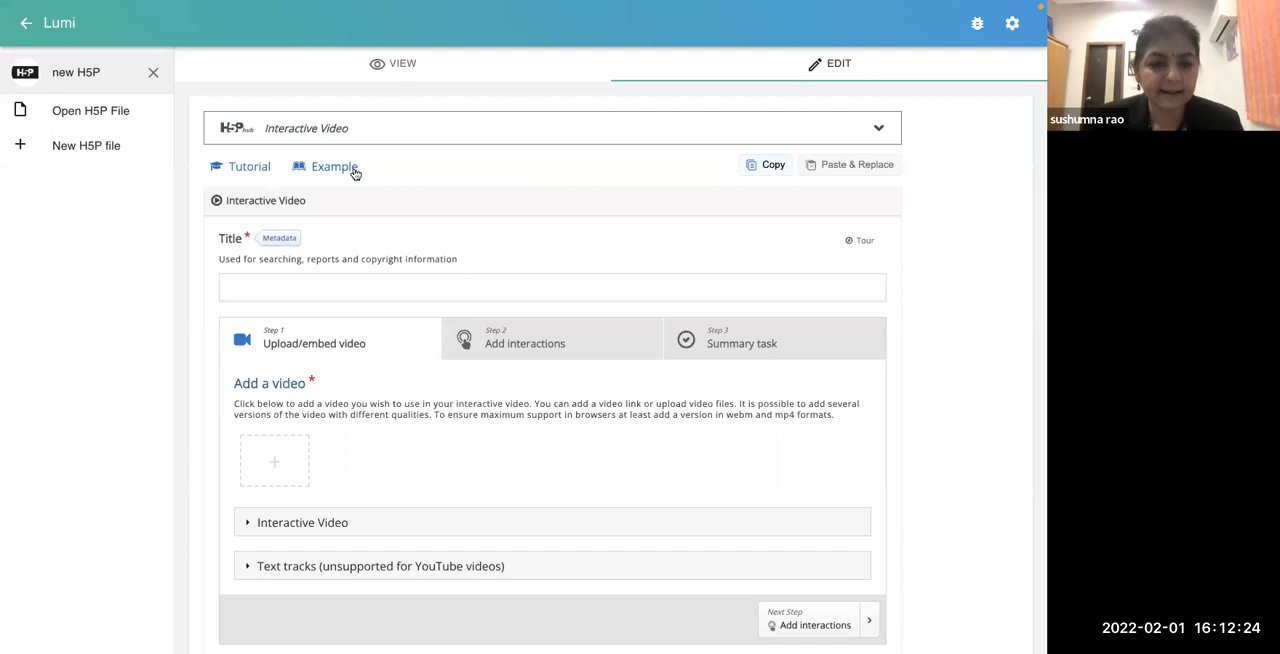 Lumi
H5P new H5P
Open H5P File
New H5P file
VIEW
EDIT
H5P hub Interactive Video
Tutorial Example Copy Paste & Replace
Interactive Video
Title * Metadata Tour
Used for searching, reports and copyright information
Step 1
Upload/embed video
Step 2
Add interactions
Step 3
Summary task
Add a video *
Click below to add a video you wish to use in your interactive video. You can add a video link or upload video files. It is possible to add several
versions of the video with different qualities. To ensure maximum support in browsers at least add a version in webm and mp4 formats.
Interactive Video
Text tracks (unsupported for YouTube videos)
Next Step
Add interactions
sushumna rao
2022-02-01 16:12:24